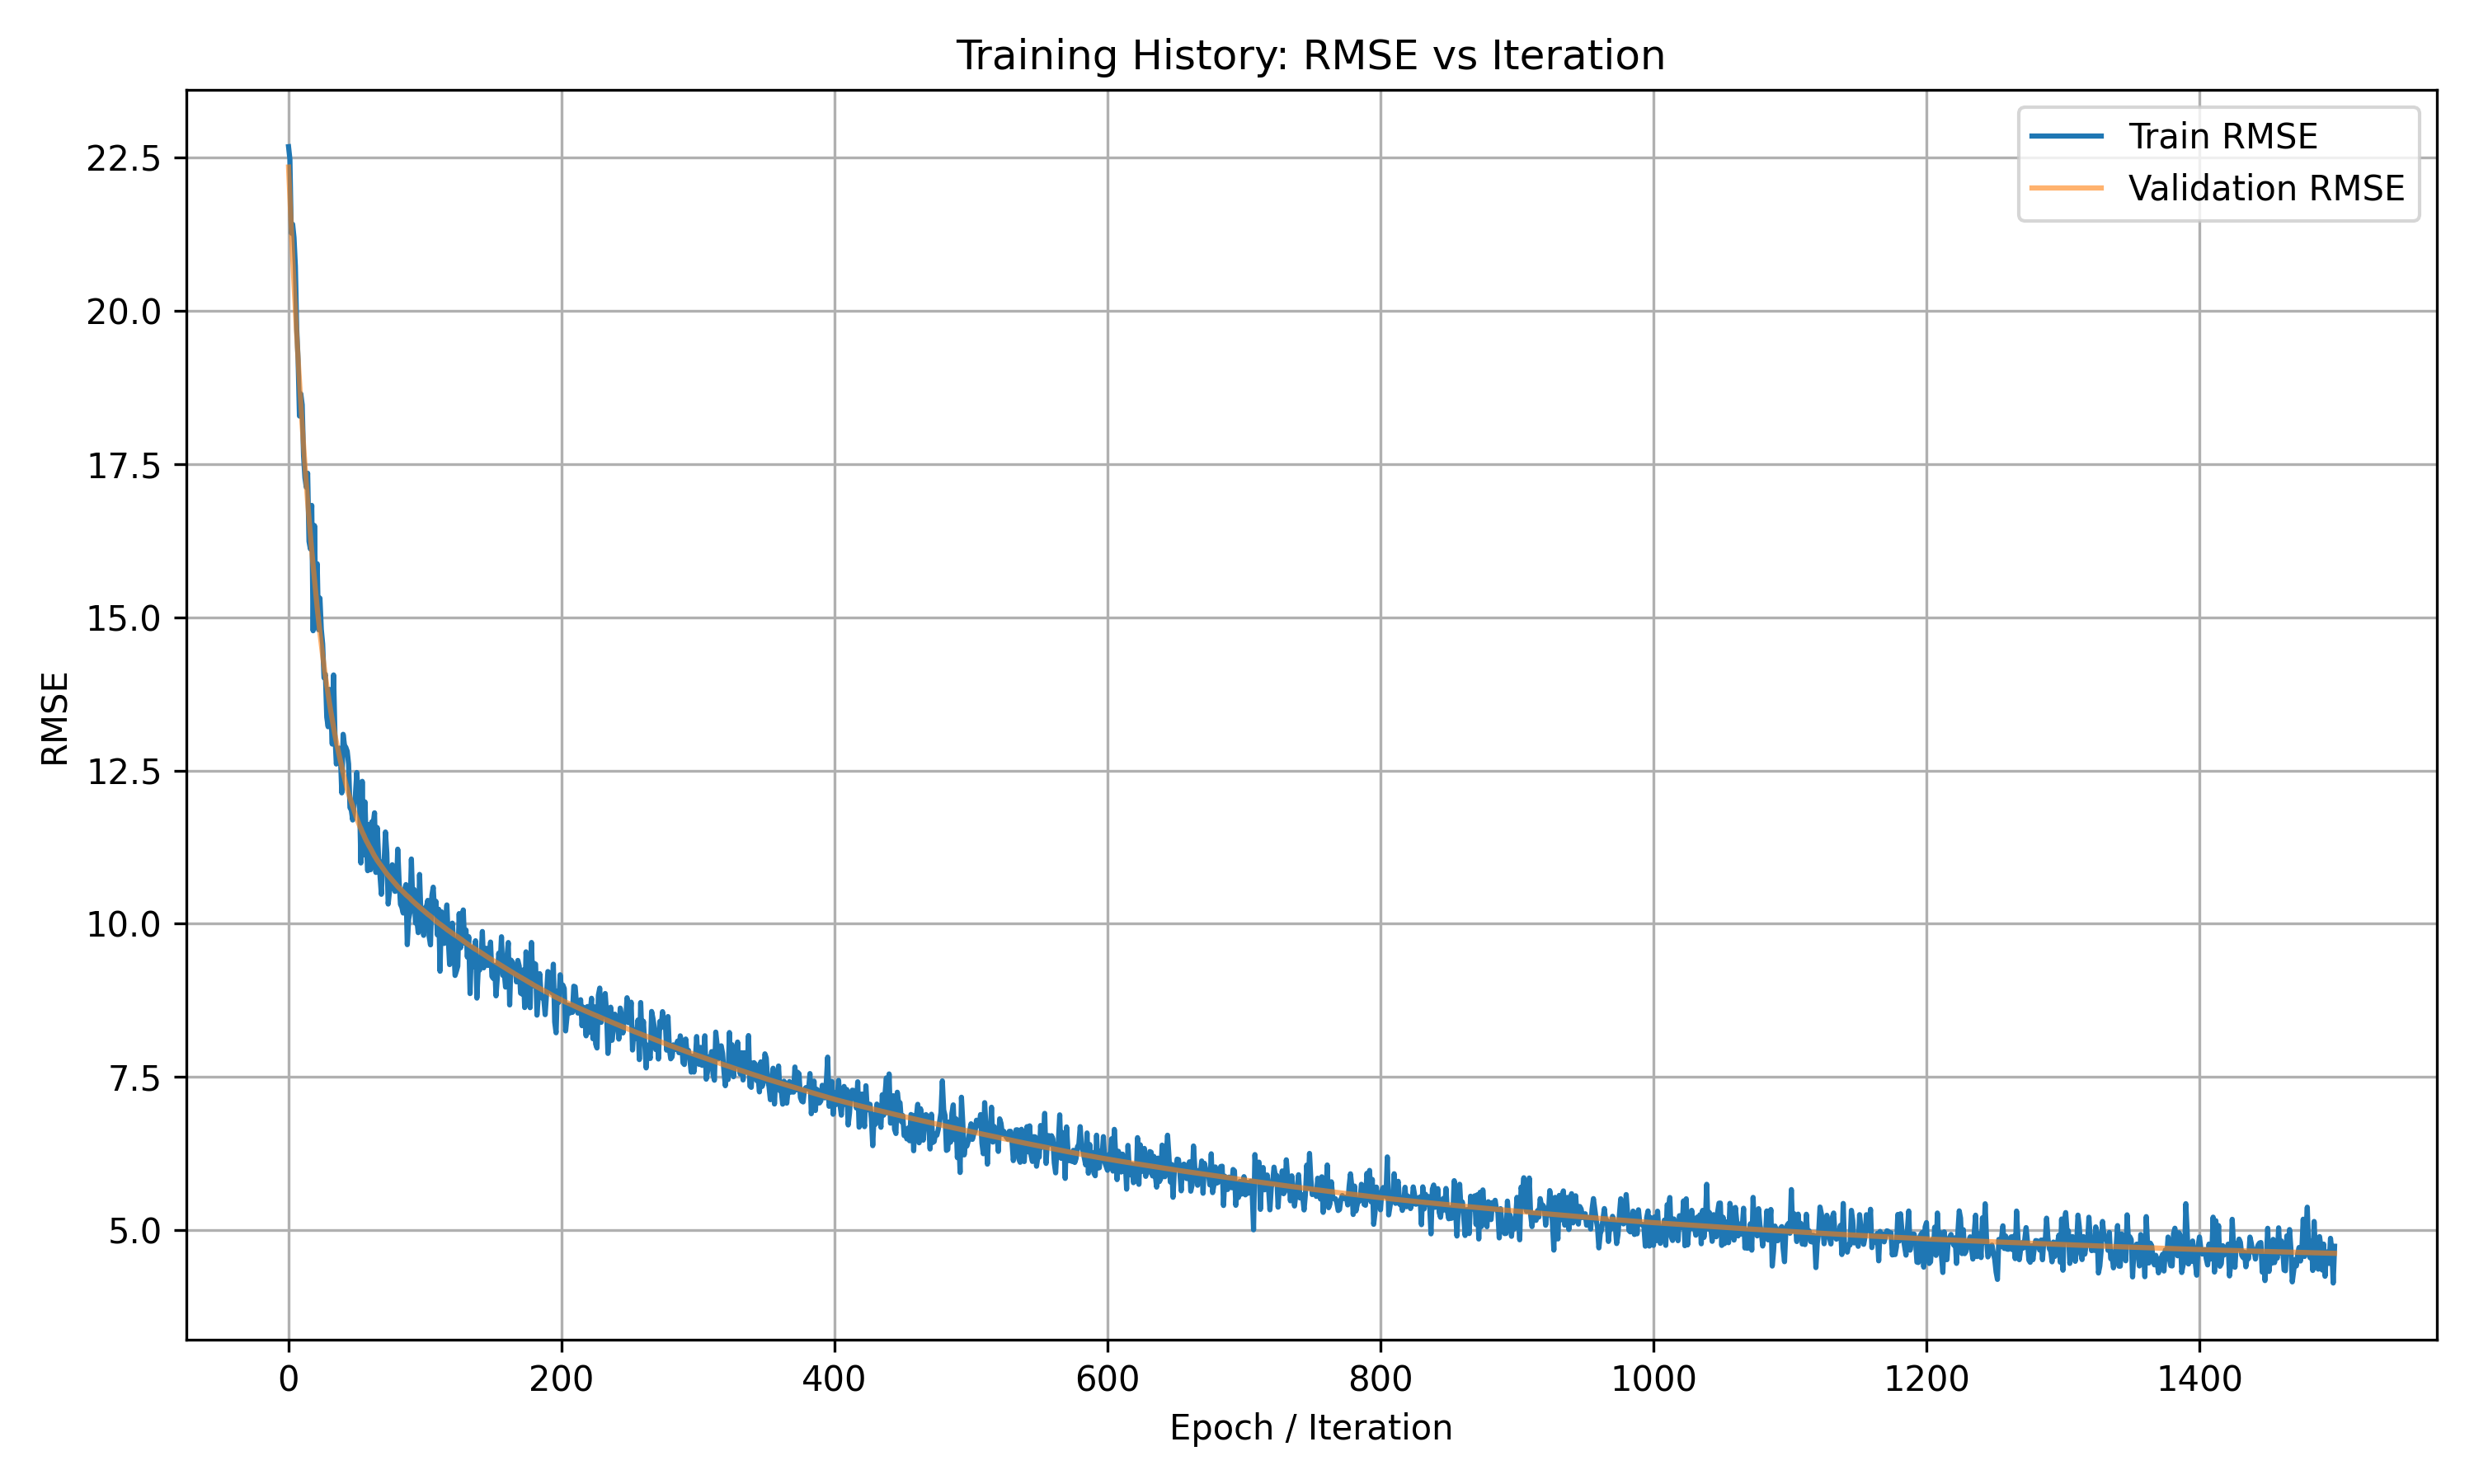 Training History: RMSE vs Iteration
Train RMSE
Validation RMSE
22.5
20.0
17.5
15.0
12.5
10.0
7.5
5.0
RMSE
0 200 400 600 800 1000 1200 1400
Epoch / Iteration